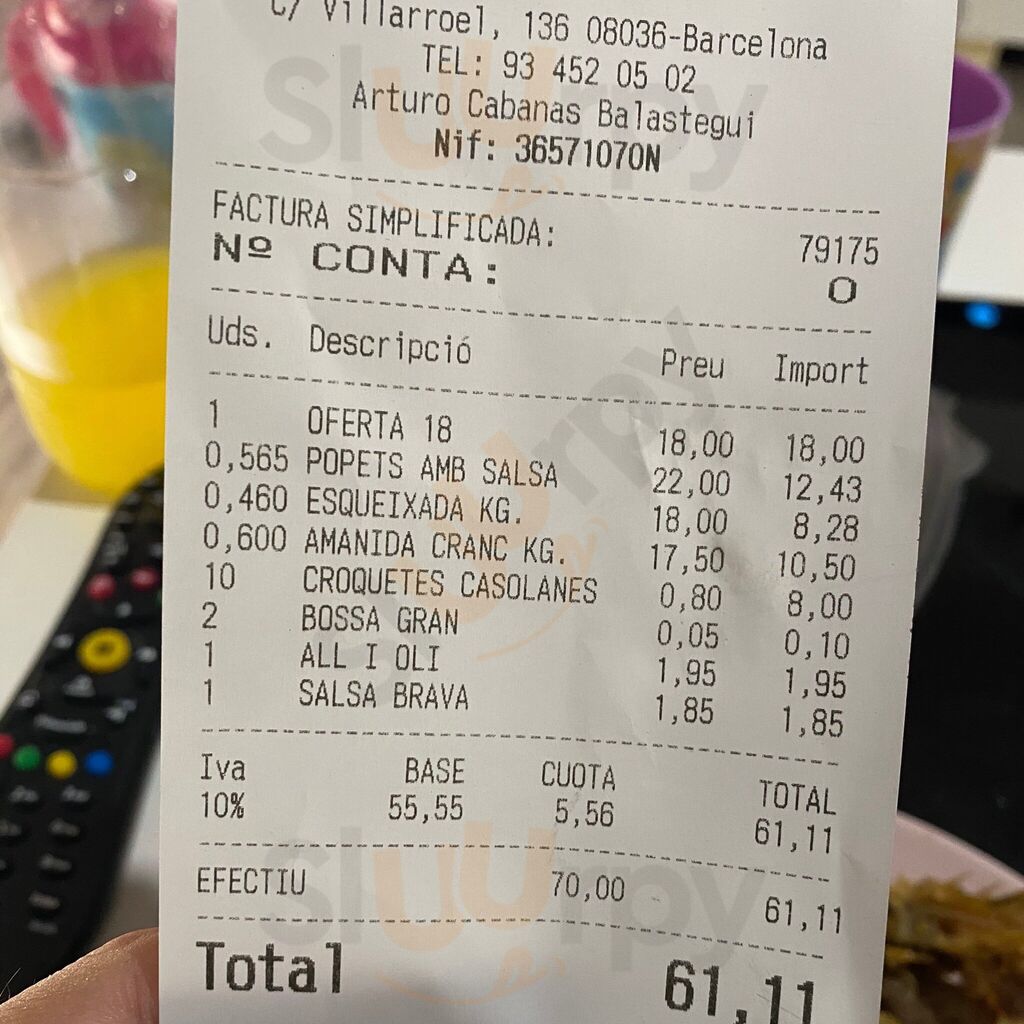 C/ Villarroel, 136 08036-Barcelona
TEL: 93 452 05 02
Arturo Cabanas Balastegui
Nif: 36571070N
FACTURA SIMPLIFICADA: 79175
Nº CONTA: 0
Uds. Descripció Preu Import
1 OFERTA 18 18,00 18,00
0,565 POPETS AMB SALSA 22,00 12,43
0,460 ESQUEIXADA KG. 18,00 8,28
0,600 AMANIDA CRANC KG. 17,50 10,50
10 CROQUETES CASOLANES 0,80 8,00
2 BOSSA GRAN 0,05 0,10
1 ALL I OLI 1,95 1,95
1 SALSA BRAVA 1,85 1,85
Iva BASE CUOTA TOTAL
10% 55,55 5,56 61,11
EFECTIU 70,00 61,11
Total 61,11
sluurpy
sluurpy
sluurpy